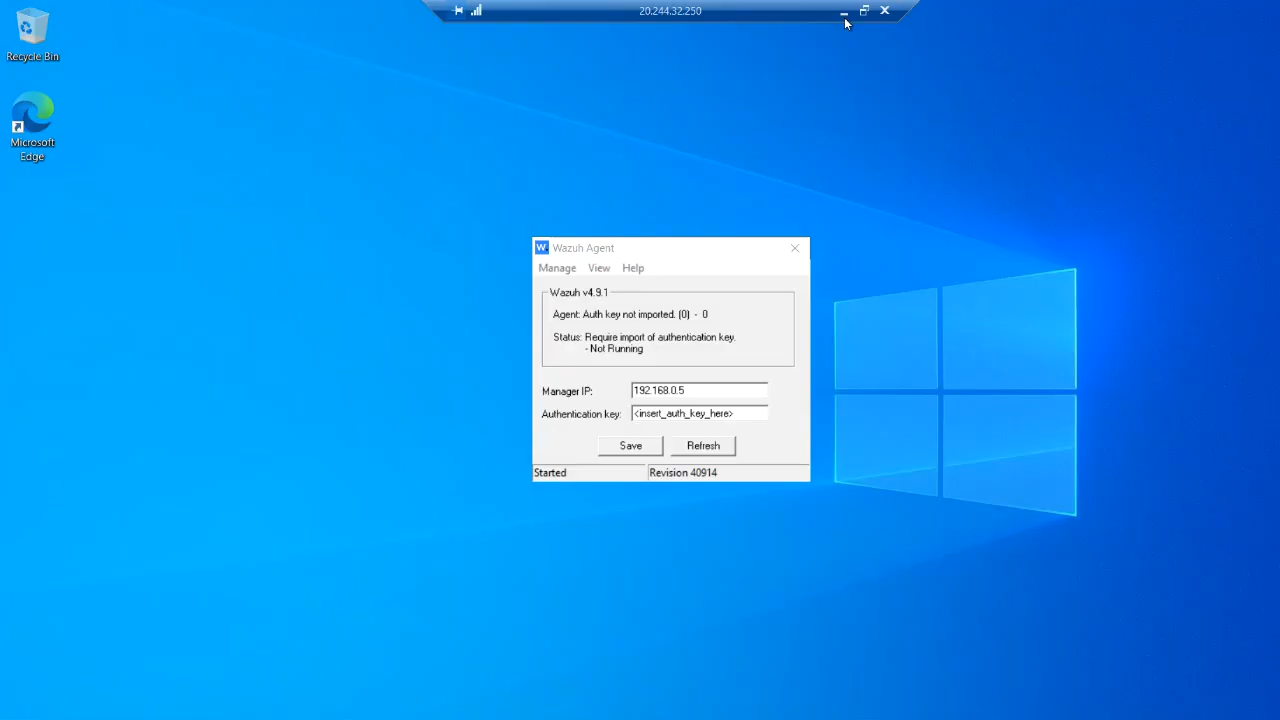 20.244.32.250
Recycle Bin
Microsoft
Edge
W. Wazuh Agent
Manage View Help
Wazuh v4.9.1
Agent: Auth key not imported. (0) - 0
Status: Require import of authentication key.
- Not Running
Manager IP: 192.168.0.5
Authentication key: <insert_auth_key_here>
Save Refresh
Started Revision 40914